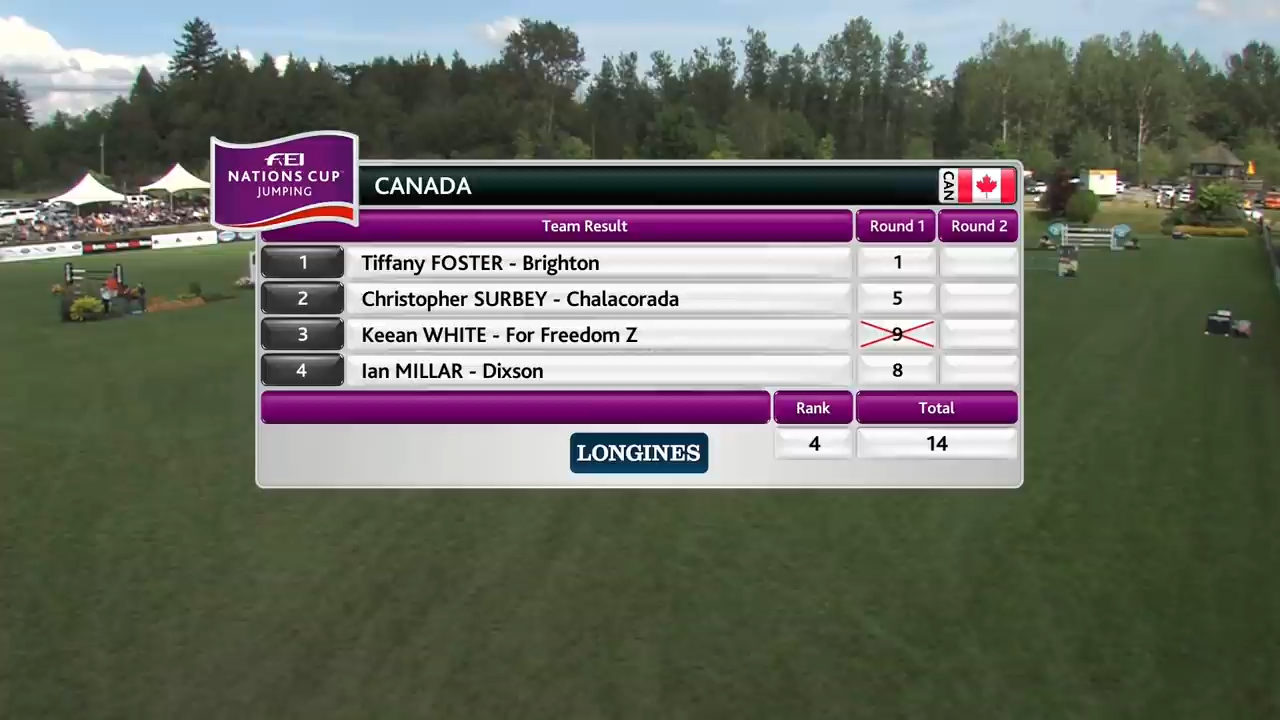 FEI
NATIONS CUP™
JUMPING
CANADA
CAN
Team Result Round 1 Round 2
1 Tiffany FOSTER - Brighton 1
2 Christopher SURBEY - Chalacorada 5
3 Keean WHITE - For Freedom Z 9
4 Ian MILLAR - Dixson 8
Rank Total
4 14
LONGINES